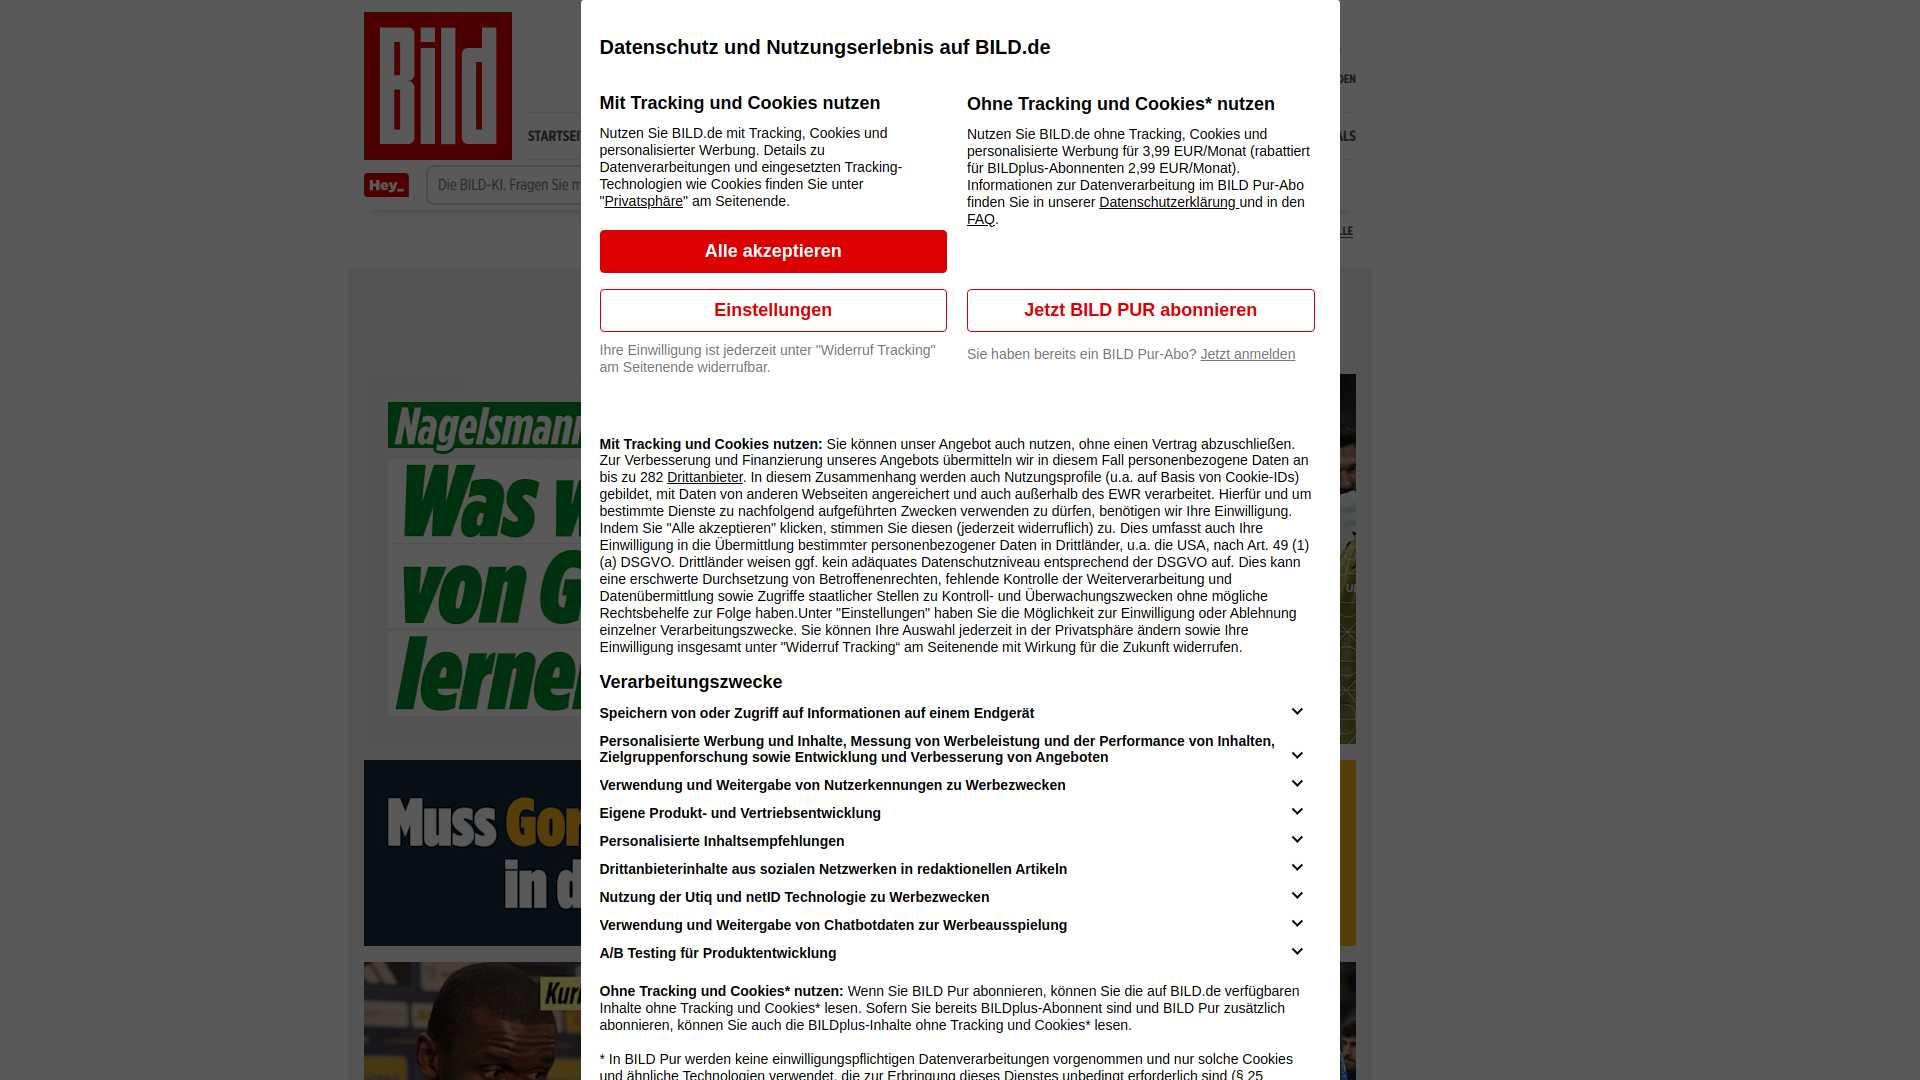 Bild
Datenschutz und Nutzungserlebnis auf BILD.de
Mit Tracking und Cookies nutzen
Nutzen Sie BILD.de mit Tracking, Cookies und
personalisierter Werbung. Details zu
Datenverarbeitungen und eingesetzten Tracking-
Technologien wie Cookies finden Sie unter
"Privatsphäre" am Seitenende.
Alle akzeptieren
Einstellungen
Ihre Einwilligung ist jederzeit unter "Widerruf Tracking"
am Seitenende widerrufbar.
Ohne Tracking und Cookies* nutzen
Nutzen Sie BILD.de ohne Tracking, Cookies und
personalisierte Werbung für 3,99 EUR/Monat (rabattiert
für BILDplus-Abonnenten 2,99 EUR/Monat).
Informationen zur Datenverarbeitung im BILD Pur-Abo
finden Sie in unserer Datenschutzerklärung und in den
FAQ.
Jetzt BILD PUR abonnieren
Sie haben bereits ein BILD Pur-Abo? Jetzt anmelden
Mit Tracking und Cookies nutzen: Sie können unser Angebot auch nutzen, ohne einen Vertrag abzuschließen.
Zur Verbesserung und Finanzierung unseres Angebots übermitteln wir in diesem Fall personenbezogene Daten an
bis zu 282 Drittanbieter. In diesem Zusammenhang werden auch Nutzungsprofile (u.a. auf Basis von Cookie-IDs)
gebildet, mit Daten von anderen Webseiten angereichert und auch außerhalb des EWR verarbeitet. Hierfür und um
bestimmte Dienste zu nachfolgend aufgeführten Zwecken verwenden zu dürfen, benötigen wir Ihre Einwilligung.
Indem Sie "Alle akzeptieren" klicken, stimmen Sie diesen (jederzeit widerruflich) zu. Dies umfasst auch Ihre
Einwilligung in die Übermittlung bestimmter personenbezogener Daten in Drittländer, u.a. die USA, nach Art. 49 (1)
(a) DSGVO. Drittländer weisen ggf. kein adäquates Datenschutzniveau entsprechend der DSGVO auf. Dies kann
eine erschwerte Durchsetzung von Betroffenenrechten, fehlende Kontrolle der Weiterverarbeitung und
Datenübermittlung sowie Zugriffe staatlicher Stellen zu Kontroll- und Überwachungszwecken ohne mögliche
Rechtsbehelfe zur Folge haben.Unter "Einstellungen" haben Sie die Möglichkeit zur Einwilligung oder Ablehnung
einzelner Verarbeitungszwecke. Sie können Ihre Auswahl jederzeit in der Privatsphäre ändern sowie Ihre
Einwilligung insgesamt unter "Widerruf Tracking“ am Seitenende mit Wirkung für die Zukunft widerrufen.
Verarbeitungszwecke
Speichern von oder Zugriff auf Informationen auf einem Endgerät
Personalisierte Werbung und Inhalte, Messung von Werbeleistung und der Performance von Inhalten,
Zielgruppenforschung sowie Entwicklung und Verbesserung von Angeboten
Verwendung und Weitergabe von Nutzerkennungen zu Werbezwecken
Eigene Produkt- und Vertriebsentwicklung
Personalisierte Inhaltsempfehlungen
Drittanbieterinhalte aus sozialen Netzwerken in redaktionellen Artikeln
Nutzung der Utiq und netID Technologie zu Werbezwecken
Verwendung und Weitergabe von Chatbotdaten zur Werbeausspielung
A/B Testing für Produktentwicklung
Ohne Tracking und Cookies* nutzen: Wenn Sie BILD Pur abonnieren, können Sie die auf BILD.de verfügbaren
Inhalte ohne Tracking und Cookies* lesen. Sofern Sie bereits BILDplus-Abonnent sind und BILD Pur zusätzlich
abonnieren, können Sie auch die BILDplus-Inhalte ohne Tracking und Cookies* lesen.
* In BILD Pur werden keine einwilligungspflichtigen Datenverarbeitungen vorgenommen und nur solche Cookies
und ähnliche Technologien verwendet, die zur Erbringung dieses Dienstes unbedingt erforderlich sind (§ 25
STARTSEI
ALS
Hey_
Die BILD-KI. Fragen Sie m
Nagelsmann
Was w
von G
lerne
Muss Gor
in d
Kur